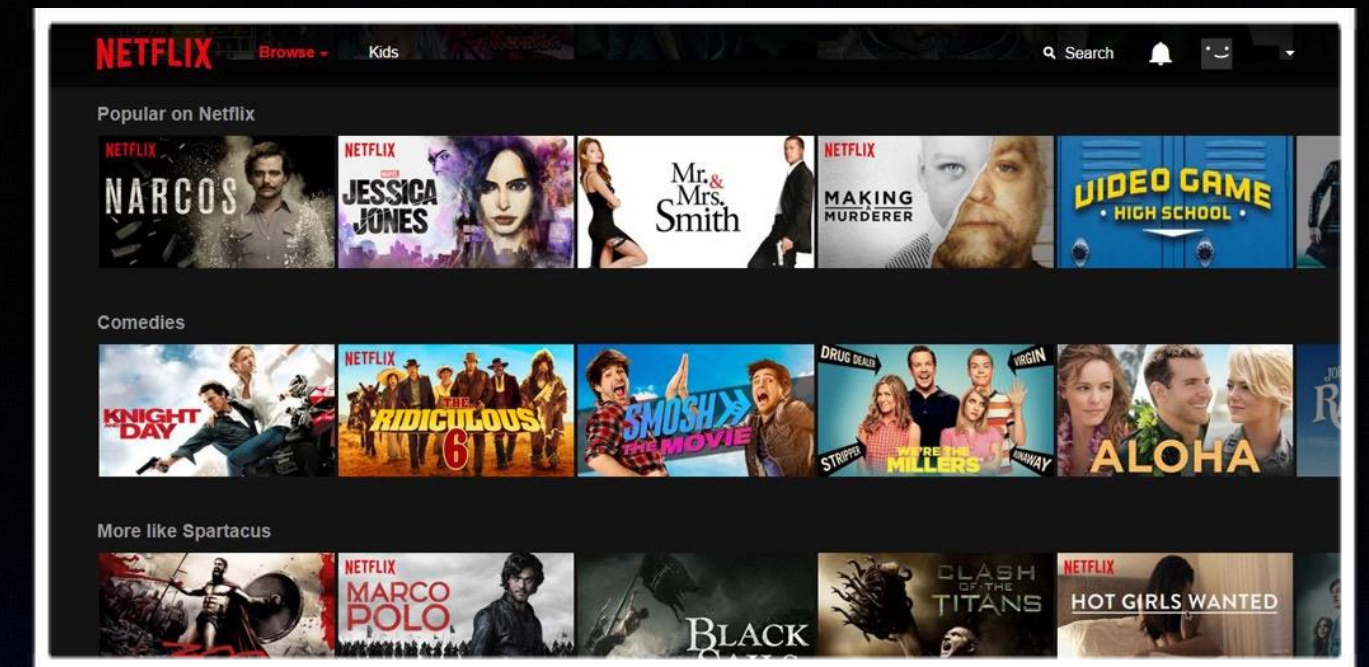 NETFLIX Browse Kids Search
Popular on Netflix
NETFLIX
NARCOS
NETFLIX
MARVEL
JESSICA
JONES
Mr. &
Mrs.
Smith
NETFLIX
MAKING
A
MURDERER
VIDEO GAME
• HIGH SCHOOL •
Comedies
KNIGHT
AND DAY
NETFLIX
THE
RIDICULOUS
6
SMOSH
THE MOVIE
DRUG DEALER
VIRGIN
STRIPPER
WE'RE THE
MILLERS
RUNAWAY
ALOHA
More like Spartacus
NETFLIX
MARCO
POLO
BLACK
SAILS
CLASH
OF THE
TITANS
NETFLIX
HOT GIRLS WANTED